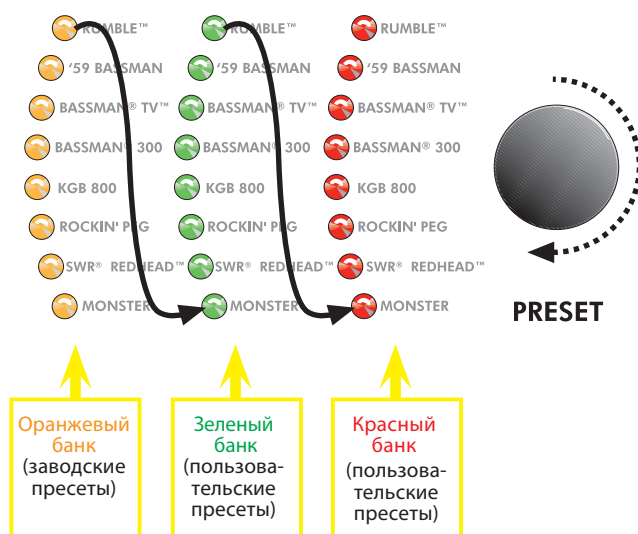 RUMBLE™ RUMBLE™ RUMBLE™
'59 BASSMAN '59 BASSMAN '59 BASSMAN
BASSMAN® TV™ BASSMAN® TV™ BASSMAN® TV™
BASSMAN® 300 BASSMAN® 300 BASSMAN® 300
KGB 800 KGB 800 KGB 800
ROCKIN' PEG ROCKIN' PEG ROCKIN' PEG
SWR® REDHEAD™ SWR® REDHEAD™ SWR® REDHEAD™
MONSTER MONSTER MONSTER
PRESET
Оранжевый
банк
(заводские
пресеты)
Зеленый
банк
(пользова-
тельские
пресеты)
Красный
банк
(пользова-
тельские
пресеты)